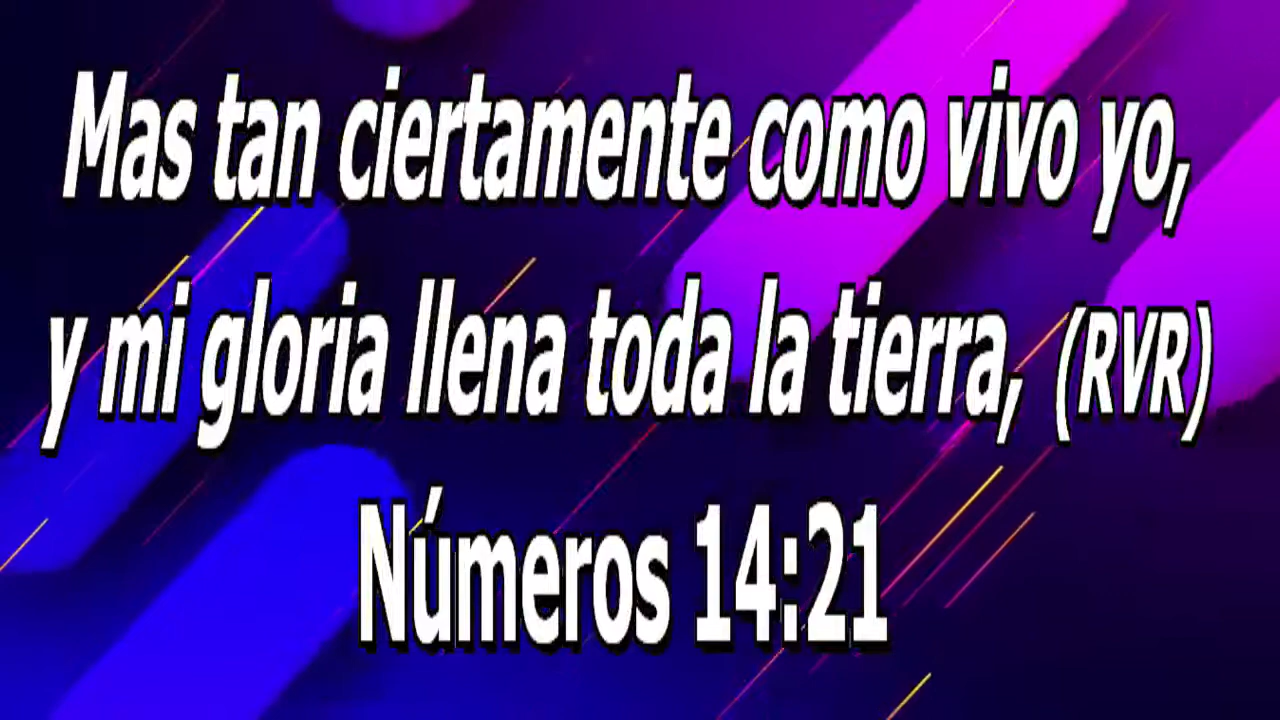 Mas tan ciertamente como vivo yo,
y mi gloria llena toda la tierra, (RVR)
Números 14:21